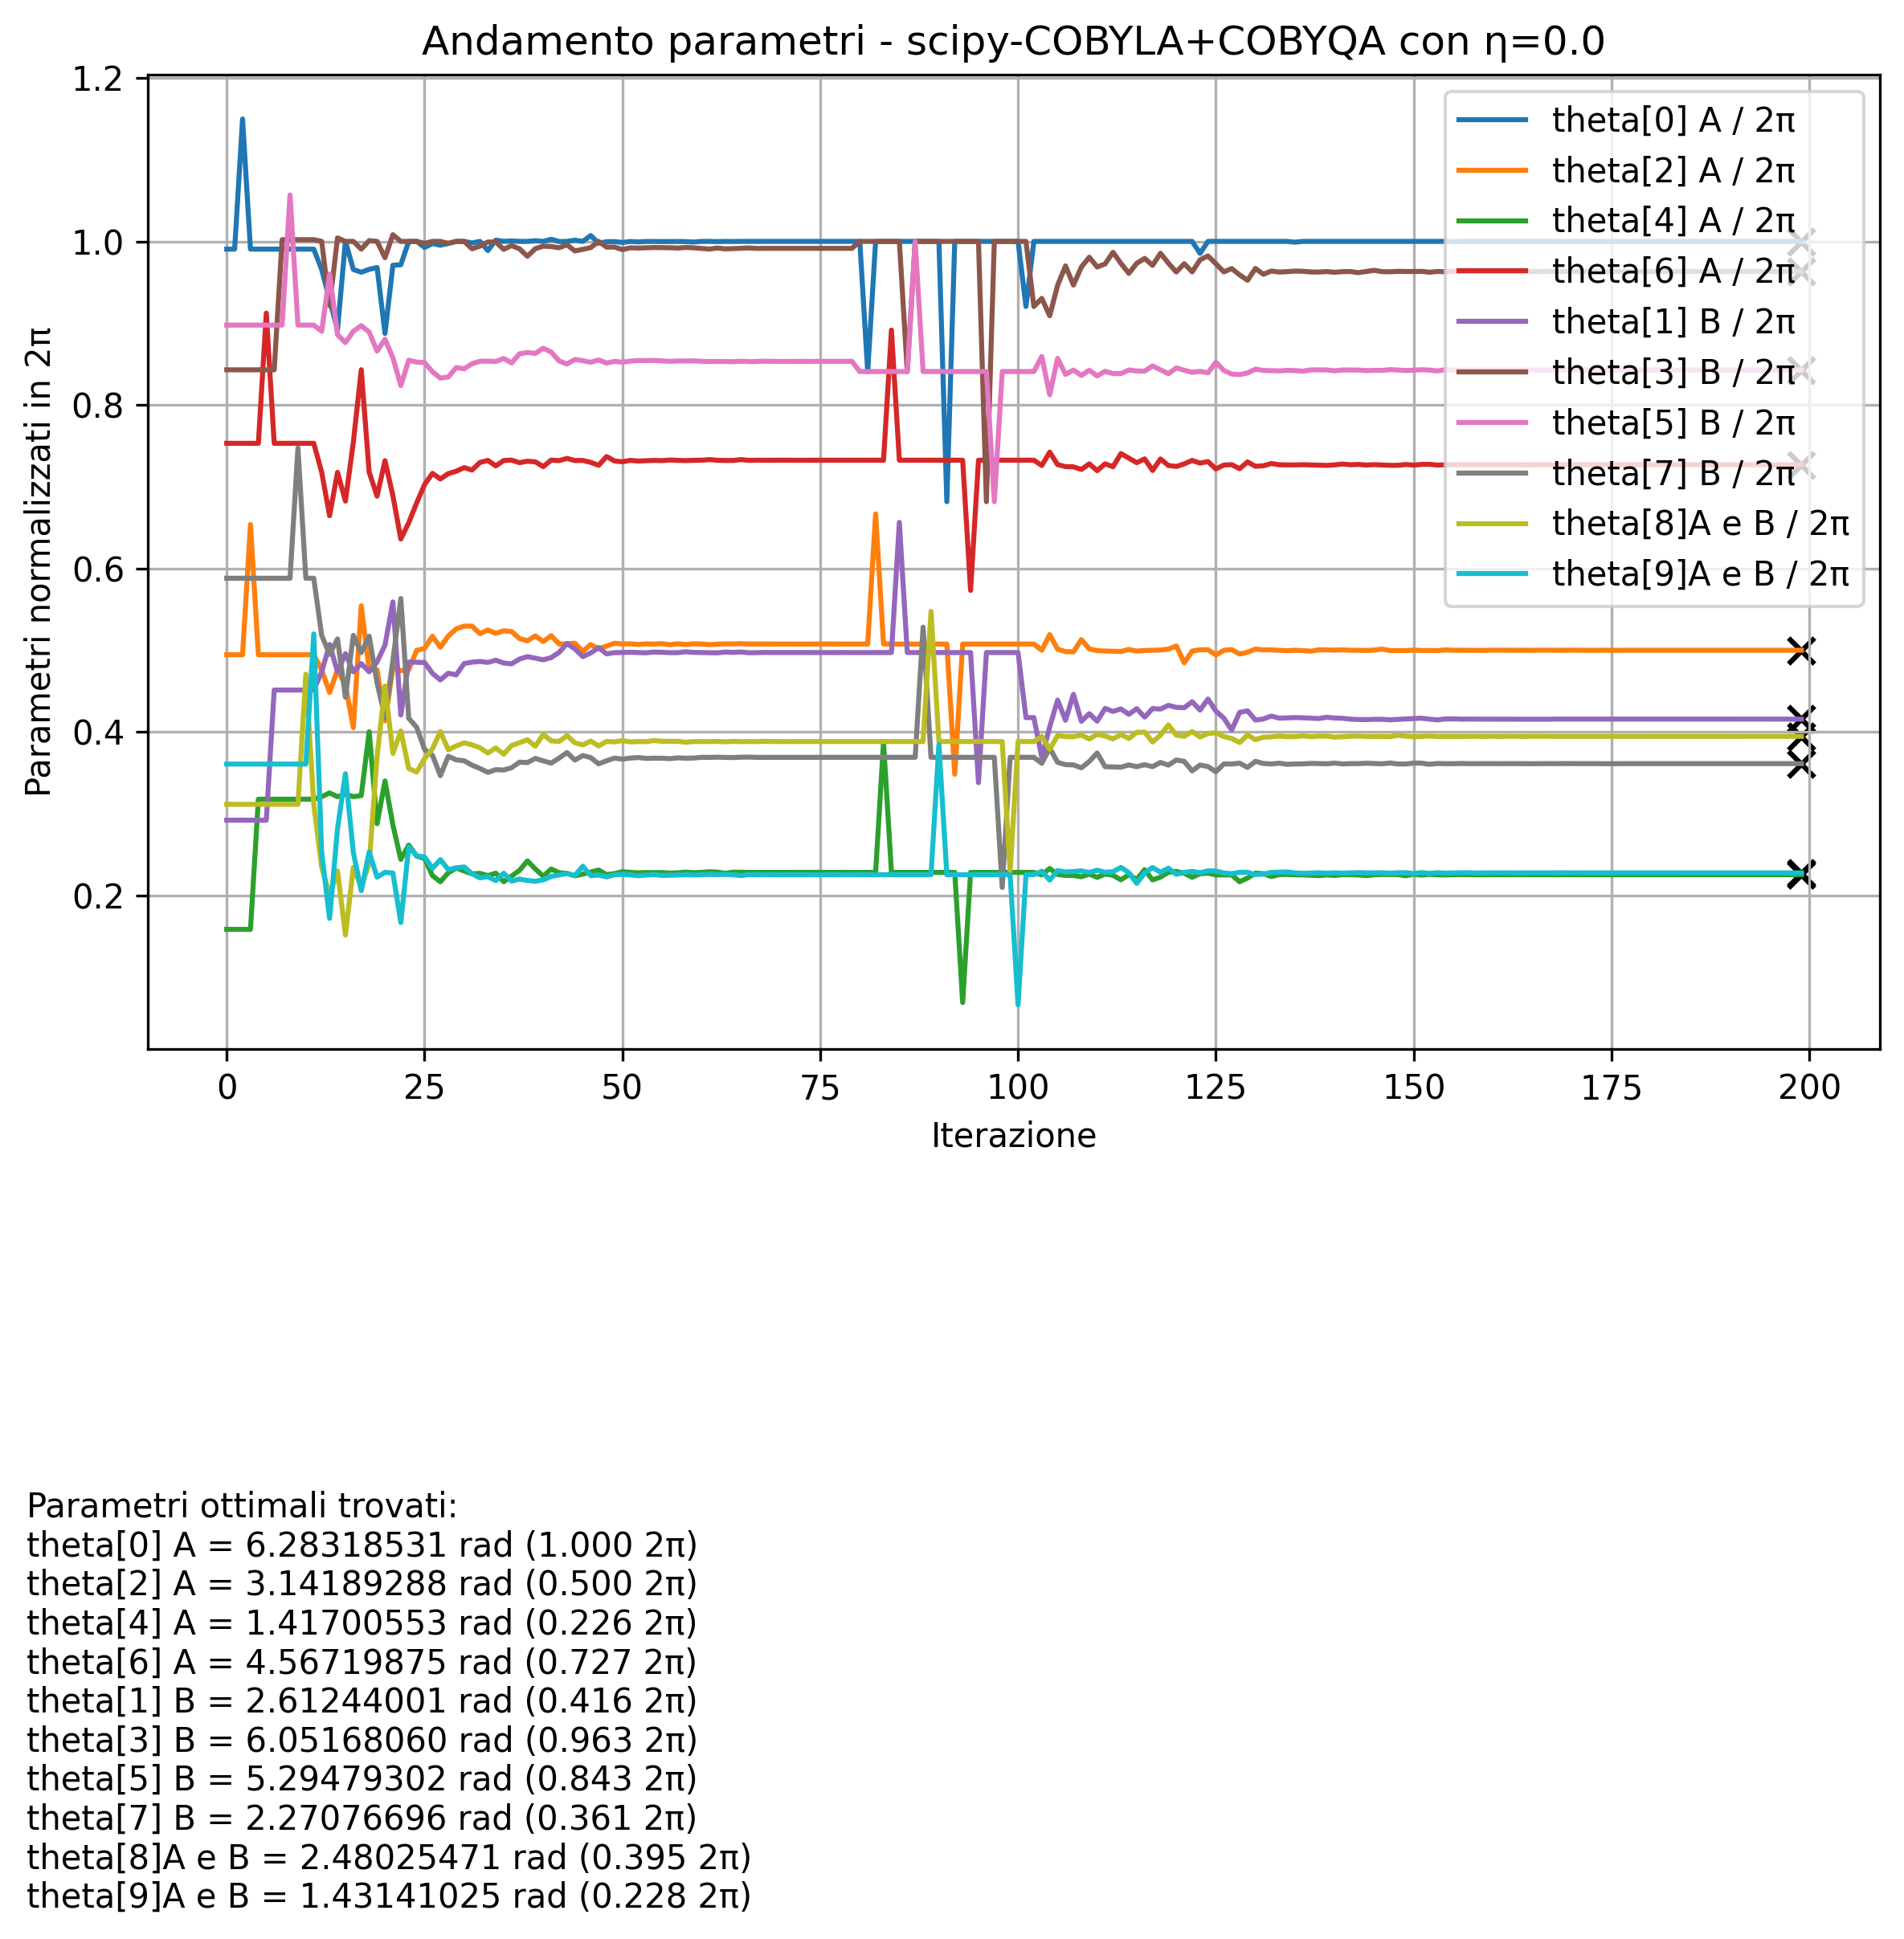 Andamento parametri - scipy-COBYLA+COBYQA con η=0.0
Parametri normalizzati in 2π
1.2
1.0
0.8
0.6
0.4
0.2
theta[0] A / 2π
theta[2] A / 2π
theta[4] A / 2π
theta[6] A / 2π
theta[1] B / 2π
theta[3] B / 2π
theta[5] B / 2π
theta[7] B / 2π
theta[8]A e B / 2π
theta[9]A e B / 2π
0 25 50 75 100 125 150 175 200
Iterazione
Parametri ottimali trovati:
theta[0] A = 6.28318531 rad (1.000 2π)
theta[2] A = 3.14189288 rad (0.500 2π)
theta[4] A = 1.41700553 rad (0.226 2π)
theta[6] A = 4.56719875 rad (0.727 2π)
theta[1] B = 2.61244001 rad (0.416 2π)
theta[3] B = 6.05168060 rad (0.963 2π)
theta[5] B = 5.29479302 rad (0.843 2π)
theta[7] B = 2.27076696 rad (0.361 2π)
theta[8]A e B = 2.48025471 rad (0.395 2π)
theta[9]A e B = 1.43141025 rad (0.228 2π)